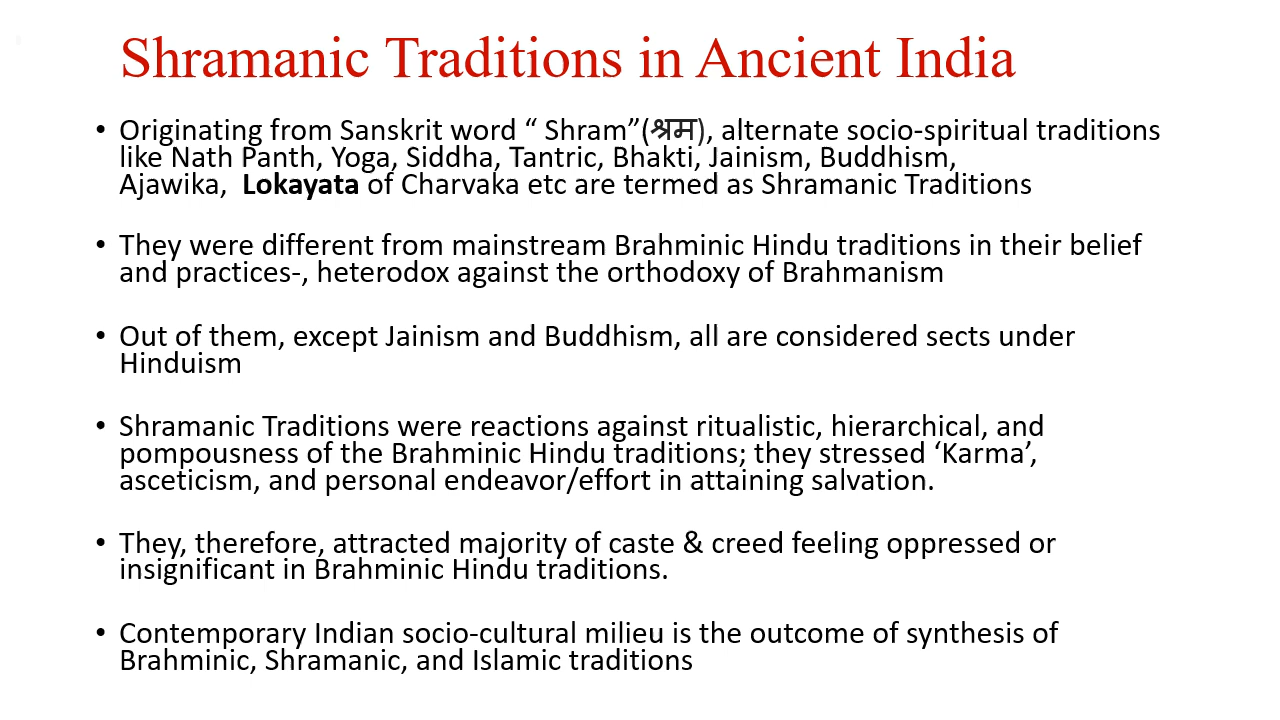 Shramanic Traditions in Ancient India
• Originating from Sanskrit word “ Shram”(श्रम), alternate socio-spiritual traditions
like Nath Panth, Yoga, Siddha, Tantric, Bhakti, Jainism, Buddhism,
Ajawika,  Lokayata of Charvaka etc are termed as Shramanic Traditions
• They were different from mainstream Brahminic Hindu traditions in their belief
and practices-, heterodox against the orthodoxy of Brahmanism
• Out of them, except Jainism and Buddhism, all are considered sects under
Hinduism
• Shramanic Traditions were reactions against ritualistic, hierarchical, and
pompousness of the Brahminic Hindu traditions; they stressed ‘Karma’,
asceticism, and personal endeavor/effort in attaining salvation.
• They, therefore, attracted majority of caste & creed feeling oppressed or
insignificant in Brahminic Hindu traditions.
• Contemporary Indian socio-cultural milieu is the outcome of synthesis of
Brahminic, Shramanic, and Islamic traditions